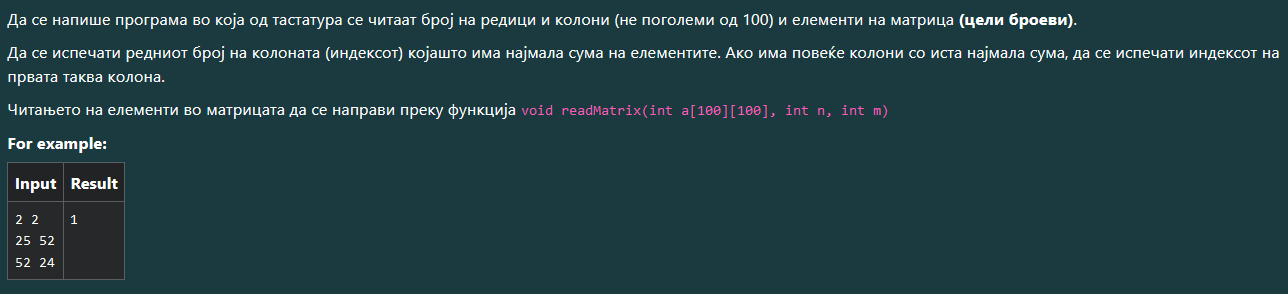 Да се напише програма во која од тастатура се читаат број на редици и колони (не поголеми од 100) и елементи на матрица (цели броеви).
Да се испечати редниот број на колоната (индексот) којашто има најмала сума на елементите. Ако има повеќе колони со иста најмала сума, да се испечати индексот на
првата таква колона.
Читањето на елементи во матрицата да се направи преку функција void readMatrix(int a[100][100], int n, int m)
For example:
Input Result
2 2 1
25 52
52 24